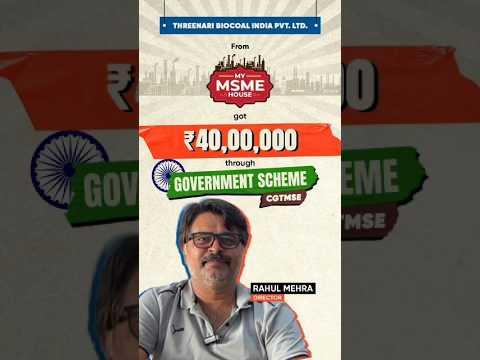 THREENARI BIOCOAL INDIA PVT. LTD.
From
MY
MSME
HOUSE
got
₹40,00,000
through
GOVERNMENT SCHEME
CGTMSE
RAHUL MEHRA
DIRECTOR